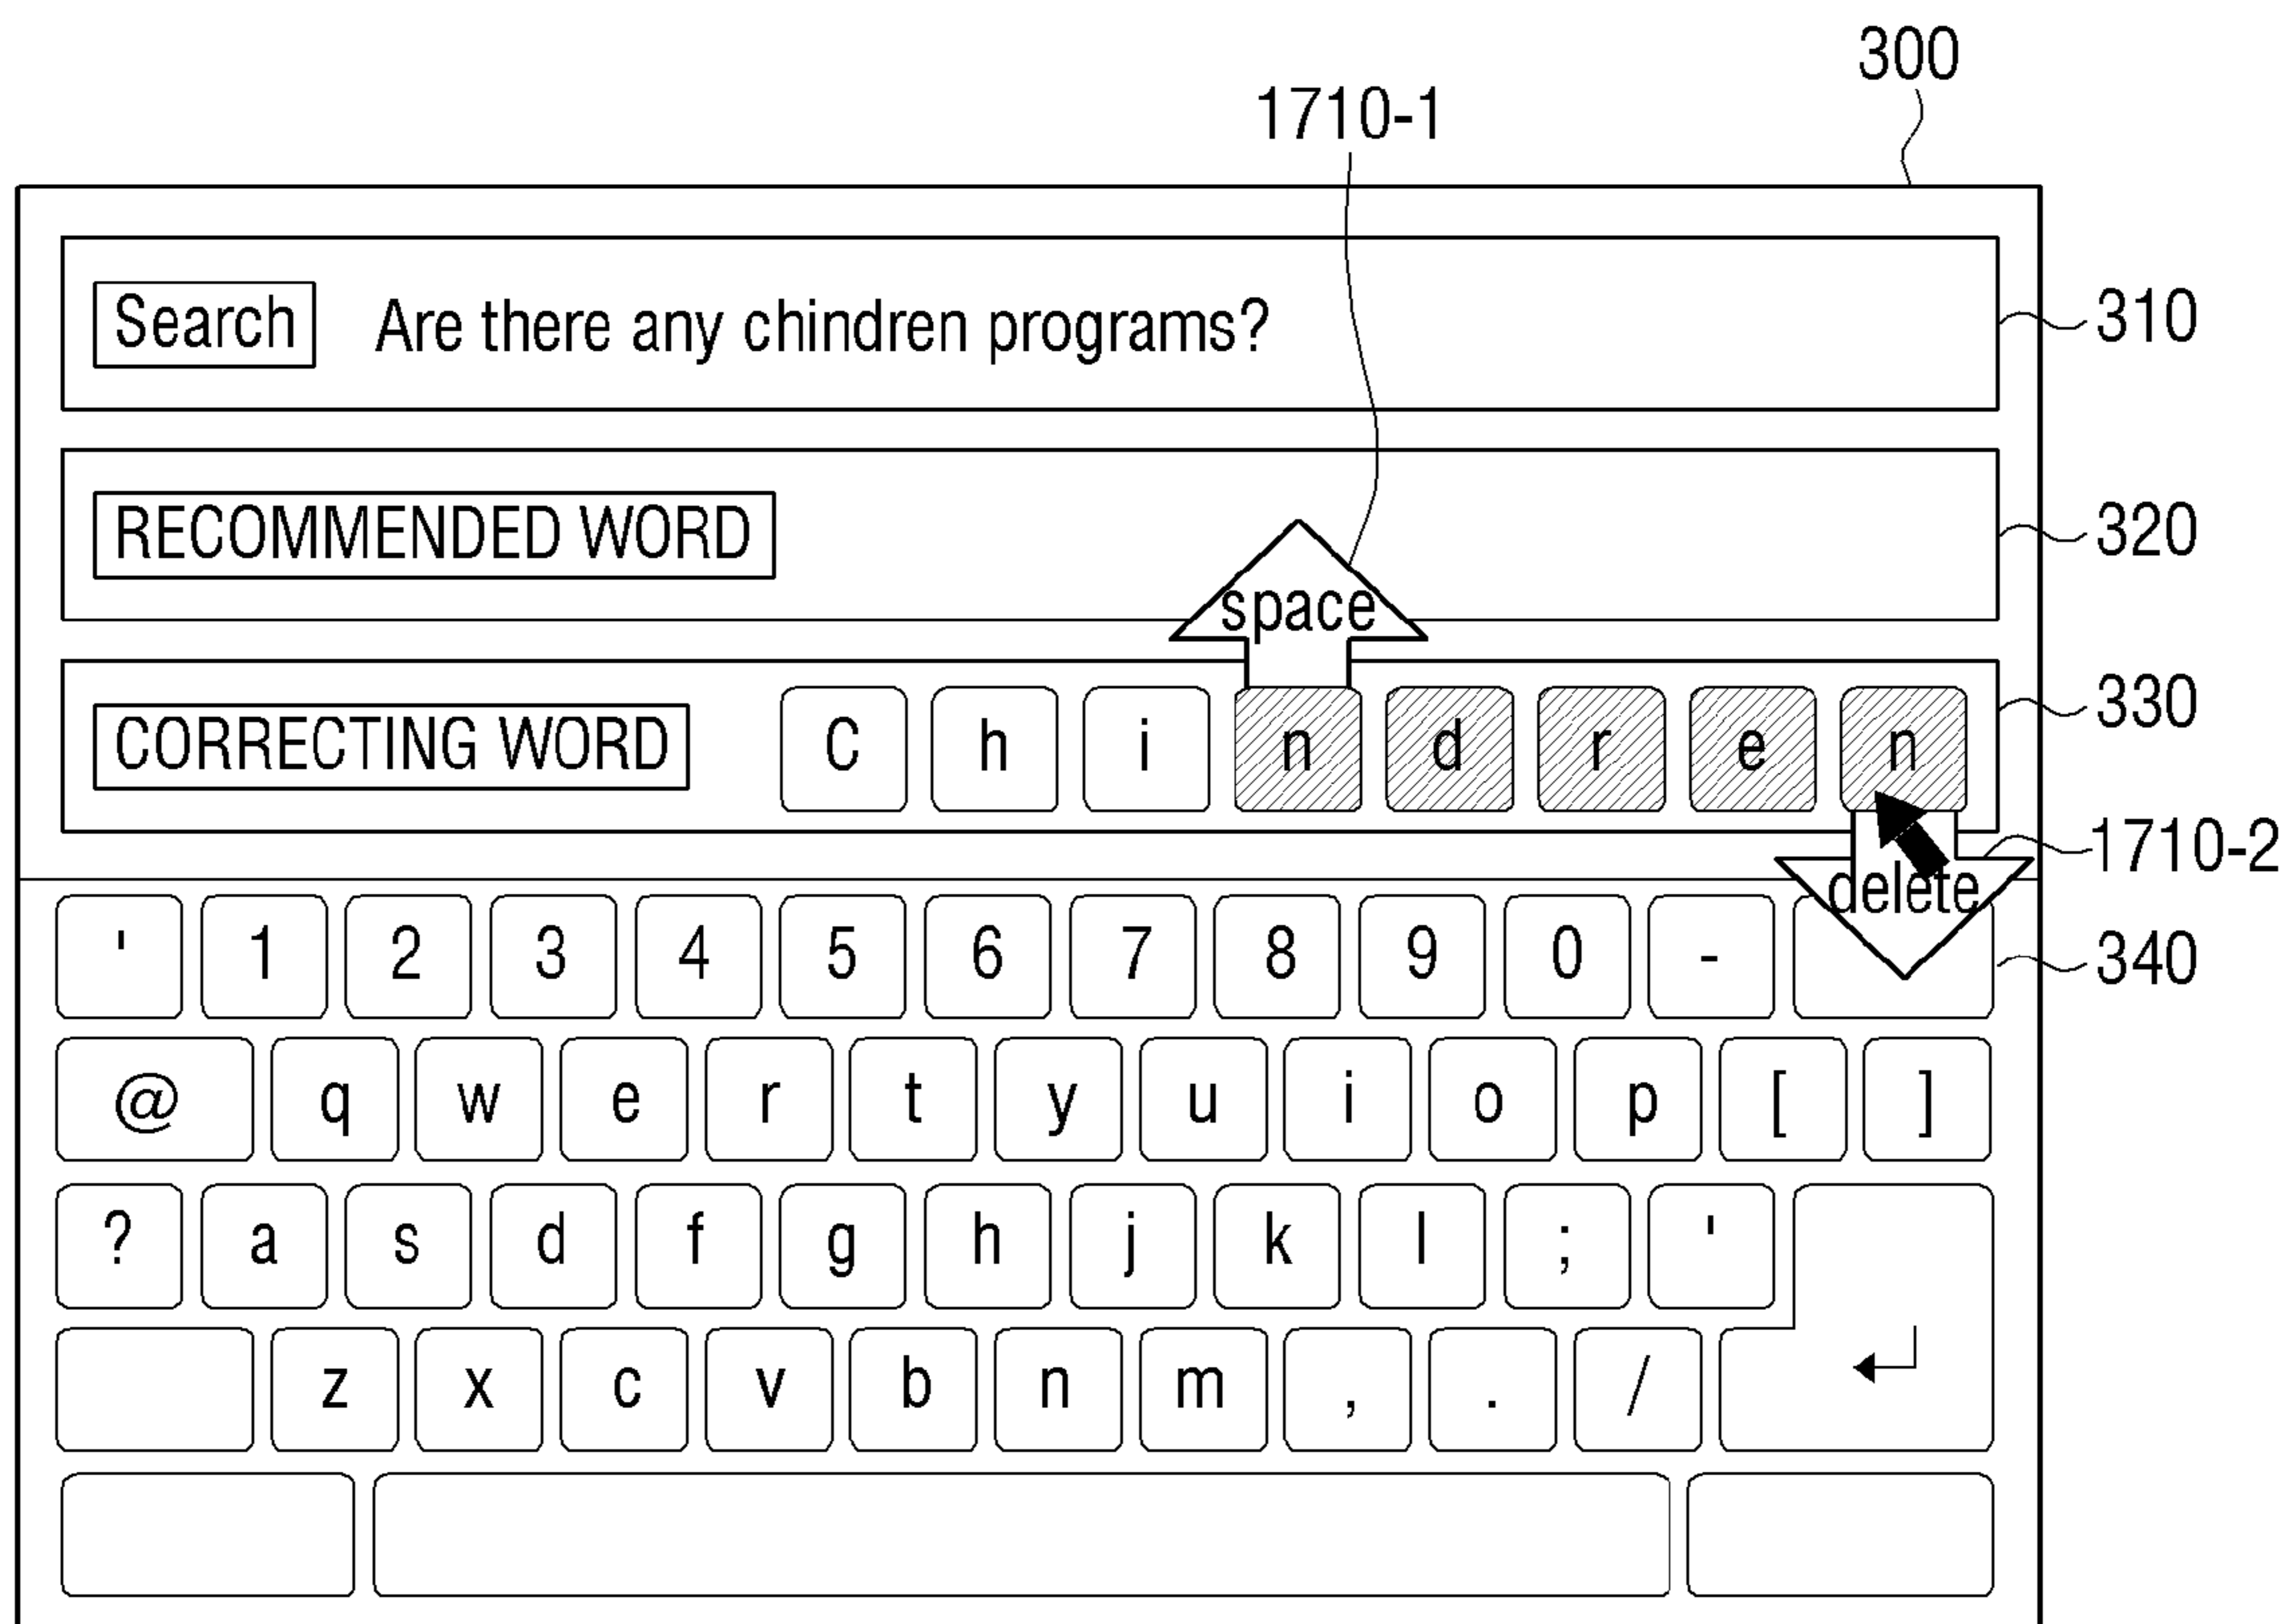 300
1710-1
Search Are there any chindren programs? 310
RECOMMENDED WORD 320
space
CORRECTING WORD C h i n d r e n 330
1710-2
delete
' 1 2 3 4 5 6 7 8 9 0 - 340
@ q w e r t y u i o p [ ]
? a s d f g h j k l ; '
z x c v b n m , . /